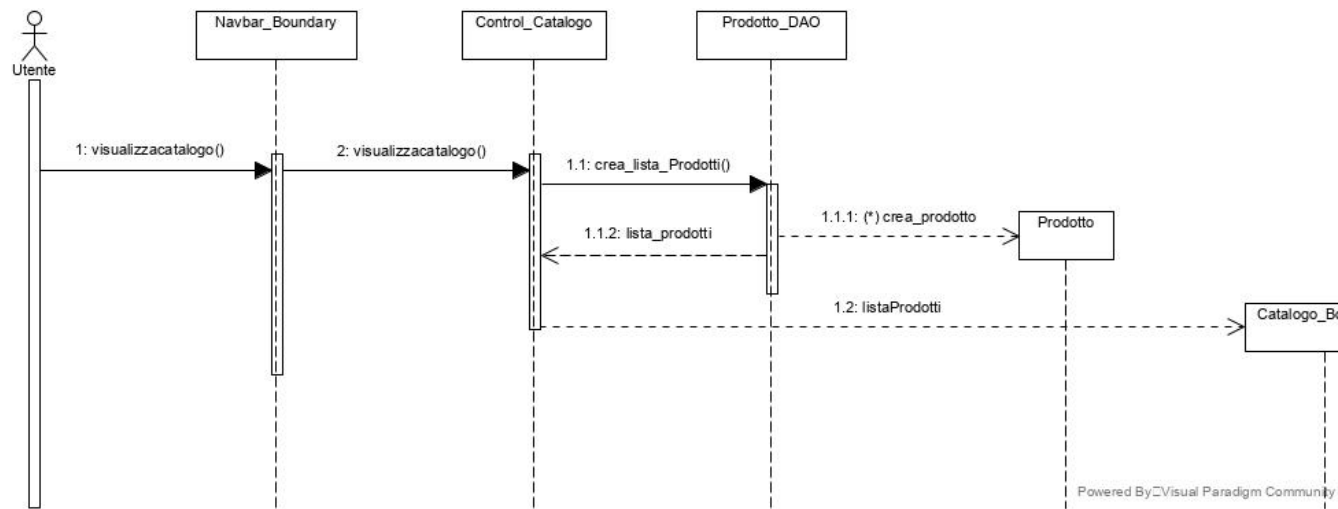 Navbar_Boundary
Control_Catalogo
Prodotto_DAO
Utente
1: visualizzacatalogo()
2: visualizzacatalogo()
1.1: crea_lista_Prodotti()
1.1.1: (*) crea_prodotto
Prodotto
1.1.2: lista_prodotti
1.2: listaProdotti
Catalogo_Bo
Powered By Visual Paradigm Community